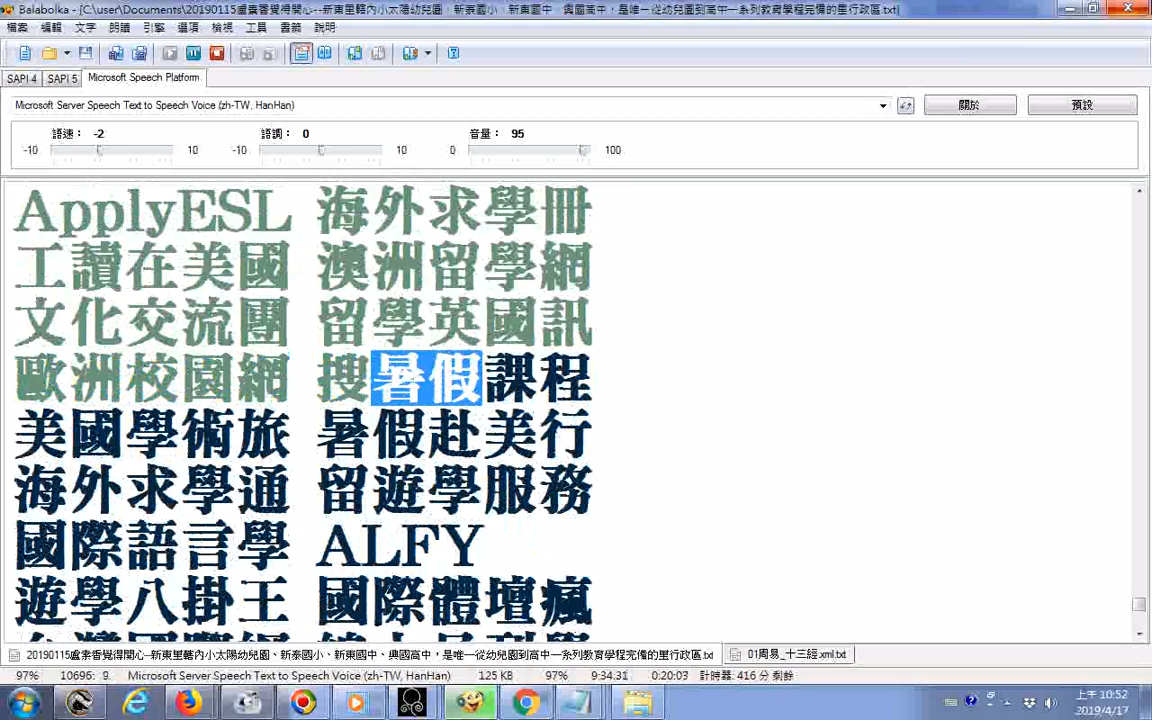 Balabolka - [C:\user\Documents\20190115盧素香覺得開心--新東里轄內小太陽幼兒園、新泰國小、新東國中、興國高中，是唯一從幼兒園到高中一系列教育學程完備的里行政區.txt]
檔案 編輯 文字 朗讀 引擎 選項 檢視 工具 書籤 說明
SAPI 4 SAPI 5 Microsoft Speech Platform
Microsoft Server Speech Text to Speech Voice (zh-TW, HanHan) 關於 預設
語速： -2 語調： 0 音量： 95
-10 10 -10 10 0 100
ApplyESL 海外求學冊
工讀在美國 澳洲留學網
文化交流團 留學英國訊
歐洲校園網 搜暑假課程
美國學術旅 暑假赴美行
海外求學通 留遊學服務
國際語言學 ALFY
遊學八掛王 國際體壇瘋
20190115盧素香覺得開心--新東里轄內小太陽幼兒園、新泰國小、新東國中、興國高中，是唯一從幼兒園到高中一系列教育學程完備的里行政區.txt 01周易_十三經.xml.txt
97% 10696: 9 Microsoft Server Speech Text to Speech Voice (zh-TW, HanHan) 125 KB 97% 9:34.31 0:20:03 計時器: 416 分 剩餘
上午 10:52
2019/4/17